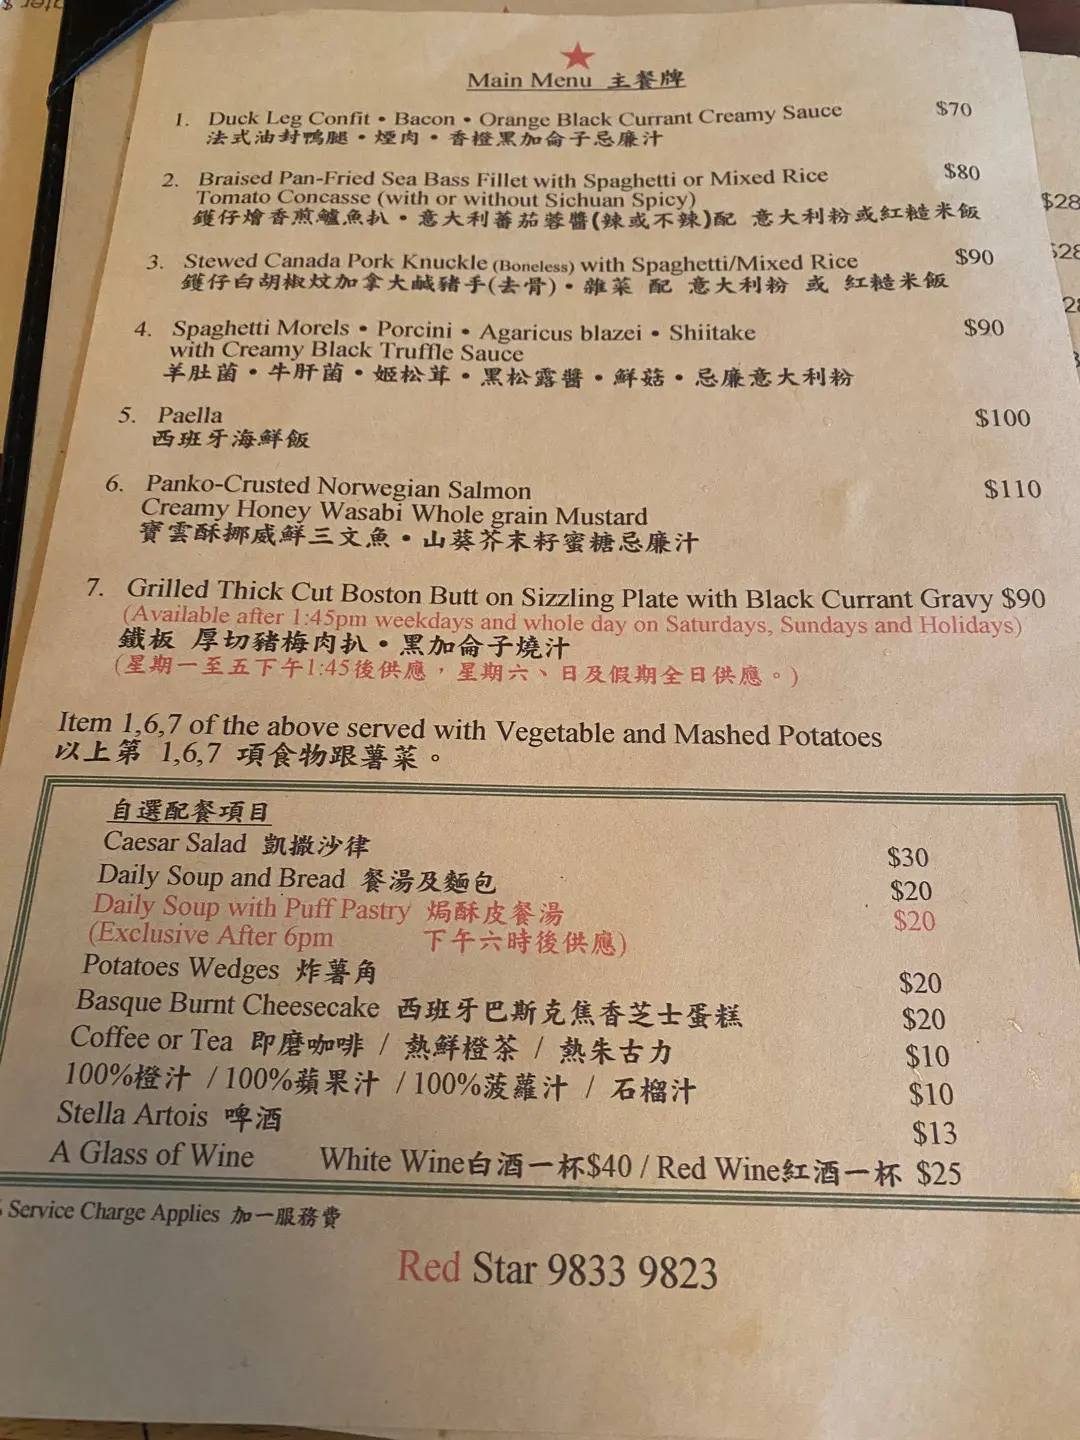 Main Menu 主餐牌
1. Duck Leg Confit • Bacon • Orange Black Currant Creamy Sauce $70
法式油封鴨腿 • 煙肉 • 香橙黑加侖子忌廉汁
2. Braised Pan-Fried Sea Bass Fillet with Spaghetti or Mixed Rice $80
Tomato Concasse (with or without Sichuan Spicy)
鑊仔燴香煎鱸魚扒 • 意大利蕃茄蓉醬(辣或不辣)配 意大利粉或紅糙米飯
3. Stewed Canada Pork Knuckle (Boneless) with Spaghetti/Mixed Rice $90
鑊仔白胡椒炆加拿大鹹豬手(去骨) • 雜菜 配 意大利粉 或 紅糙米飯
4. Spaghetti Morels • Porcini • Agaricus blazei • Shiitake $90
with Creamy Black Truffle Sauce
羊肚菌 • 牛肝菌 • 姬松茸 • 黑松露醬 • 鮮菇 • 忌廉意大利粉
5. Paella $100
西班牙海鮮飯
6. Panko-Crusted Norwegian Salmon $110
Creamy Honey Wasabi Whole grain Mustard
寶雲酥挪威鮮三文魚 • 山葵芥末籽蜜糖忌廉汁
7. Grilled Thick Cut Boston Butt on Sizzling Plate with Black Currant Gravy $90
(Available after 1:45pm weekdays and whole day on Saturdays, Sundays and Holidays)
鐵板 厚切豬梅肉扒 • 黑加侖子燒汁
(星期一至五下午1:45後供應，星期六、日及假期全日供應。)
Item 1,6,7 of the above served with Vegetable and Mashed Potatoes
以上第 1,6,7 項食物跟薯菜。
自選配餐項目
Caesar Salad 凱撒沙律 $30
Daily Soup and Bread 餐湯及麵包 $20
Daily Soup with Puff Pastry 焗酥皮餐湯 $20
(Exclusive After 6pm 下午六時後供應)
Potatoes Wedges 炸薯角 $20
Basque Burnt Cheesecake 西班牙巴斯克焦香芝士蛋糕 $20
Coffee or Tea 即磨咖啡 / 熱鮮橙茶 / 熱朱古力 $10
100%橙汁 / 100%蘋果汁 / 100%菠蘿汁 / 石榴汁 $10
Stella Artois 啤酒 $13
A Glass of Wine White Wine白酒一杯$40 / Red Wine紅酒一杯 $25
Service Charge Applies 加一服務費
Red Star 9833 9823
$28